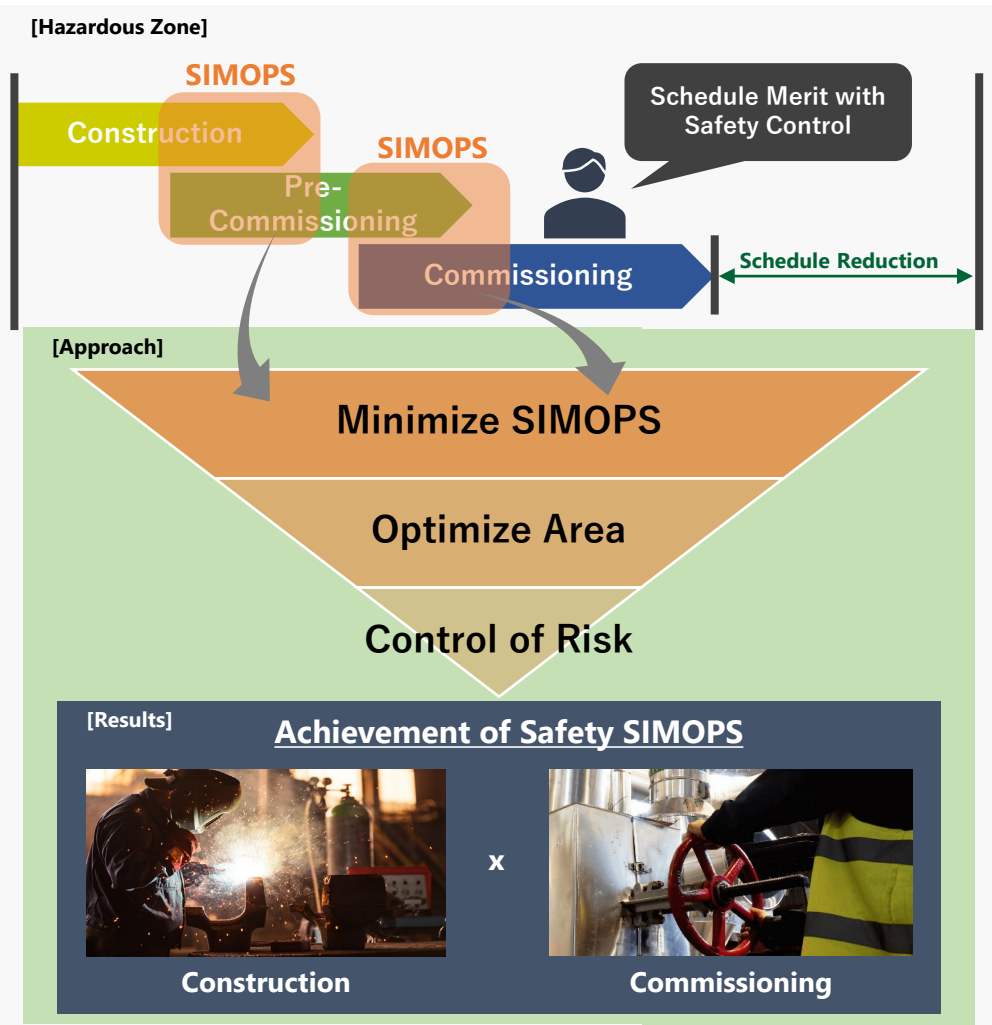 [Hazardous Zone]
SIMOPS
Construction
Schedule Merit with
Safety Control
SIMOPS
Pre-
Commissioning
Commissioning
Schedule Reduction
[Approach]
Minimize SIMOPS
Optimize Area
Control of Risk
[Results]
Achievement of Safety SIMOPS
x
Construction
Commissioning